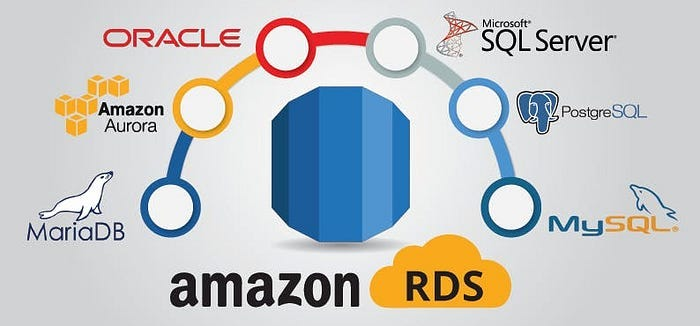 ORACLE
Microsoft®
SQL Server®
Amazon
Aurora
PostgreSQL
MariaDB
MySQL®
amazon RDS